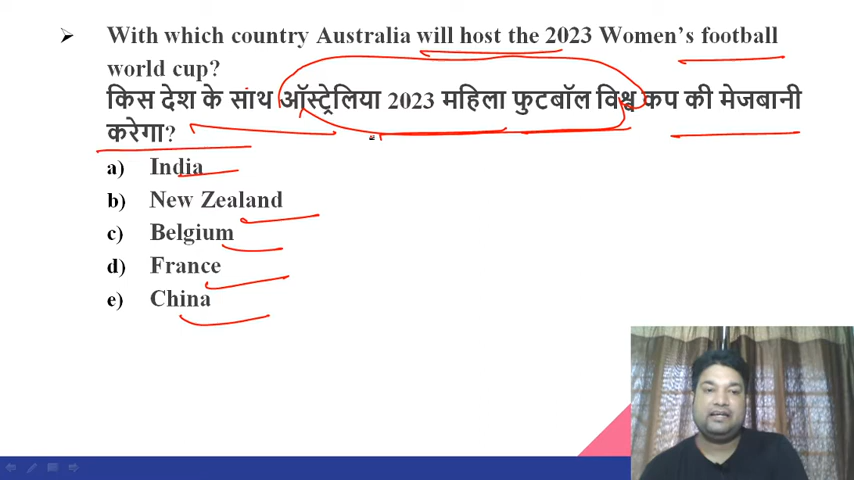 ➢ With which country Australia will host the 2023 Women’s football
world cup?
किस देश के साथ ऑस्ट्रेलिया 2023 महिला फुटबॉल विश्व कप की मेजबानी
करेगा?
a) India
b) New Zealand
c) Belgium
d) France
e) China